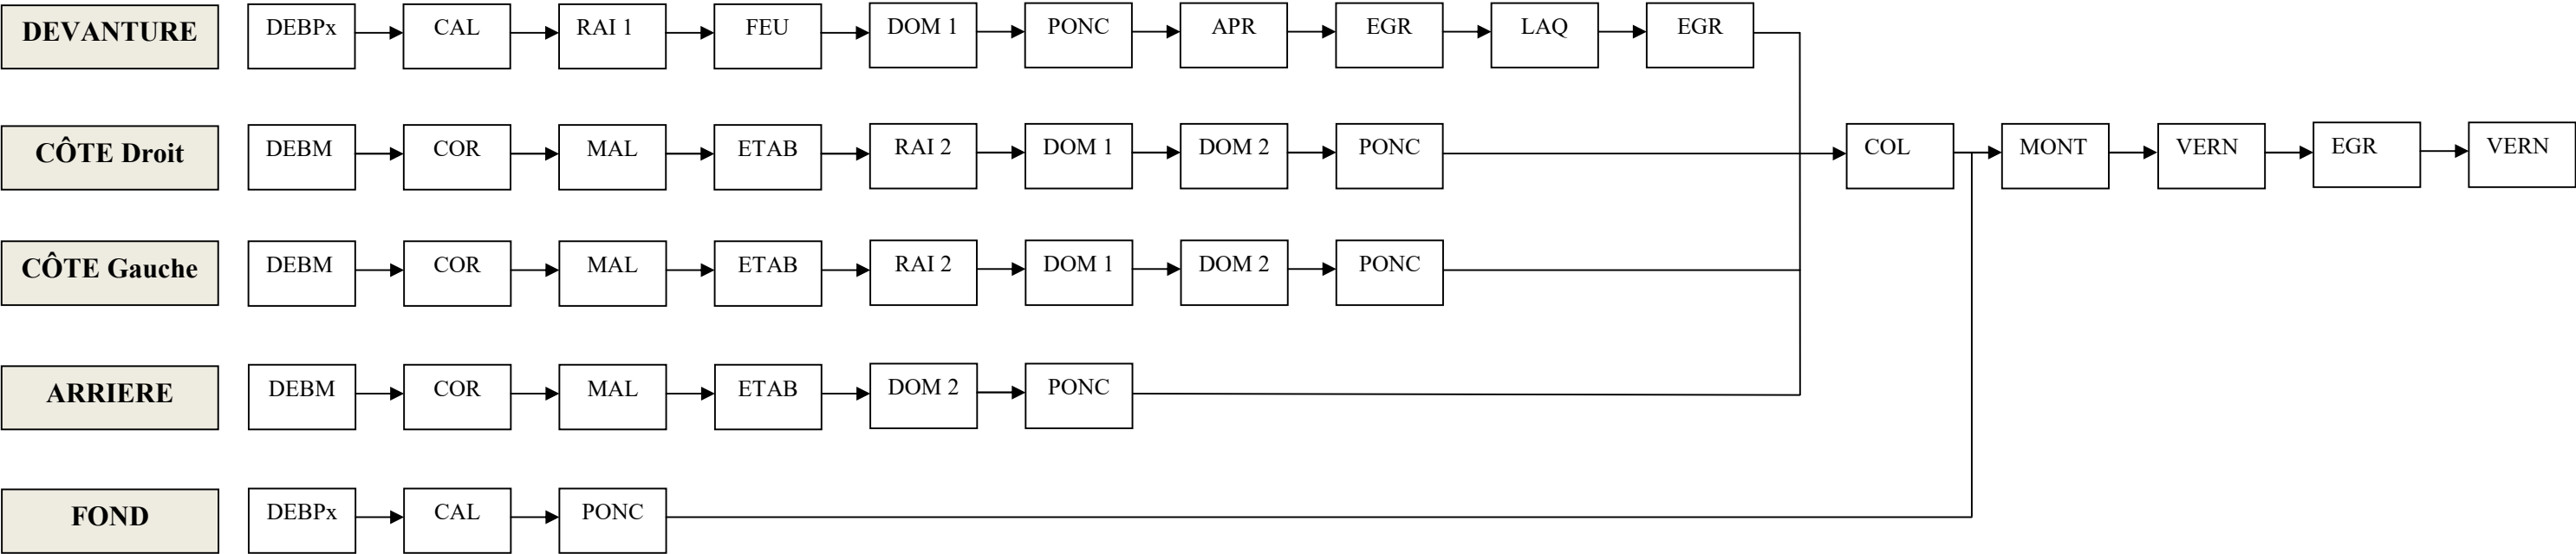 DEVANTURE DEBPx CAL RAI 1 FEU DOM 1 PONC APR EGR LAQ EGR
CÔTE Droit DEBM COR MAL ETAB RAI 2 DOM 1 DOM 2 PONC COL MONT VERN EGR VERN
CÔTE Gauche DEBM COR MAL ETAB RAI 2 DOM 1 DOM 2 PONC
ARRIERE DEBM COR MAL ETAB DOM 2 PONC
FOND DEBPx CAL PONC